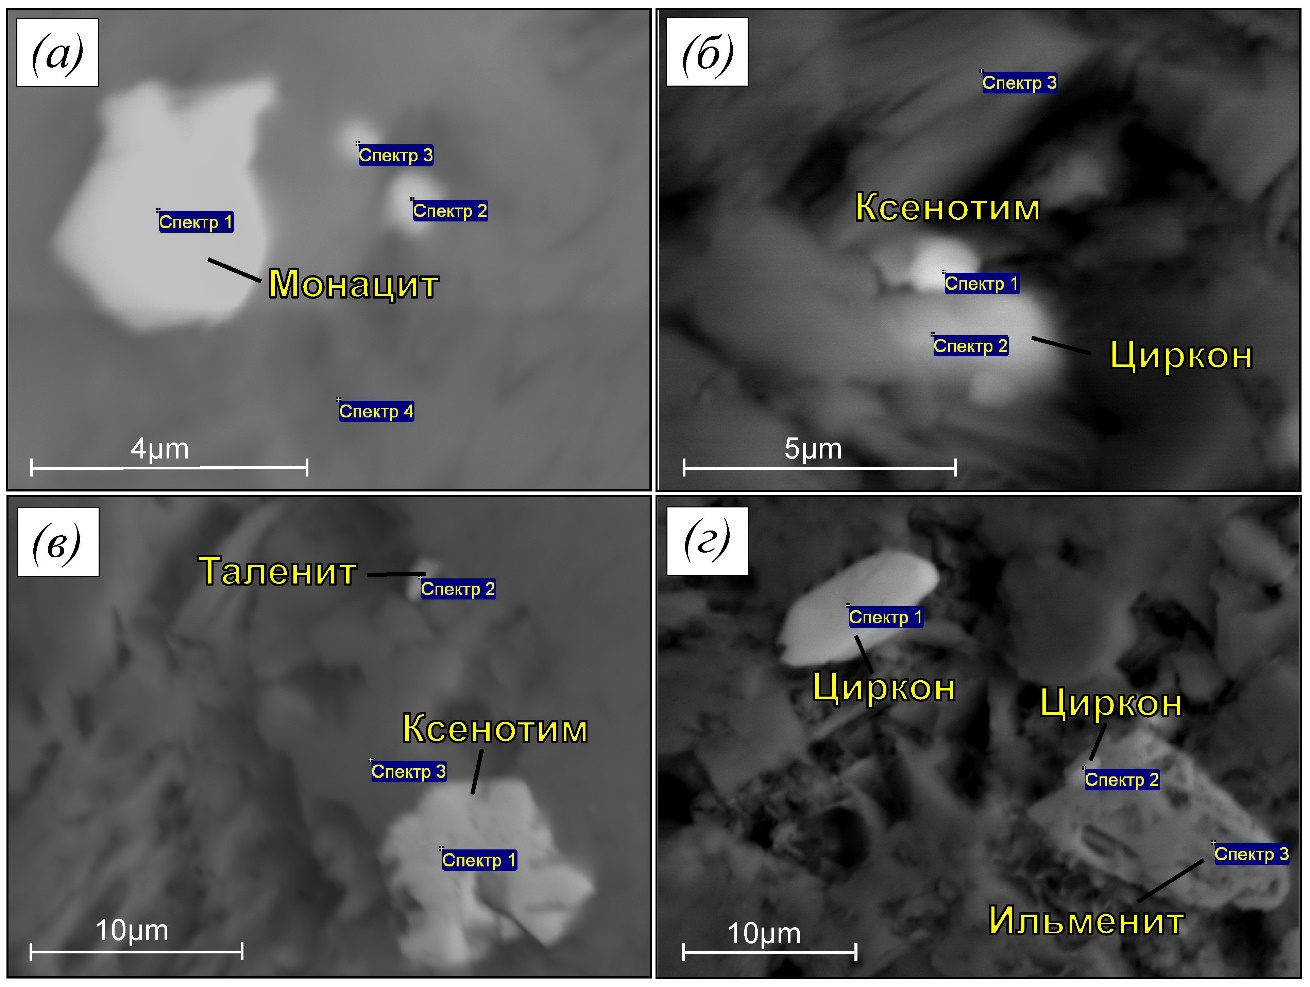 (а)
Спектр 3
Спектр 2
Спектр 1
Монацит
Спектр 4
4µm
(б)
Спектр 3
Ксенотим
Спектр 1
Спектр 2
Циркон
5µm
(в)
Таленит
Спектр 2
Ксенотим
Спектр 3
Спектр 1
10µm
(г)
Спектр 1
Циркон
Циркон
Спектр 2
Спектр 3
Ильменит
10µm